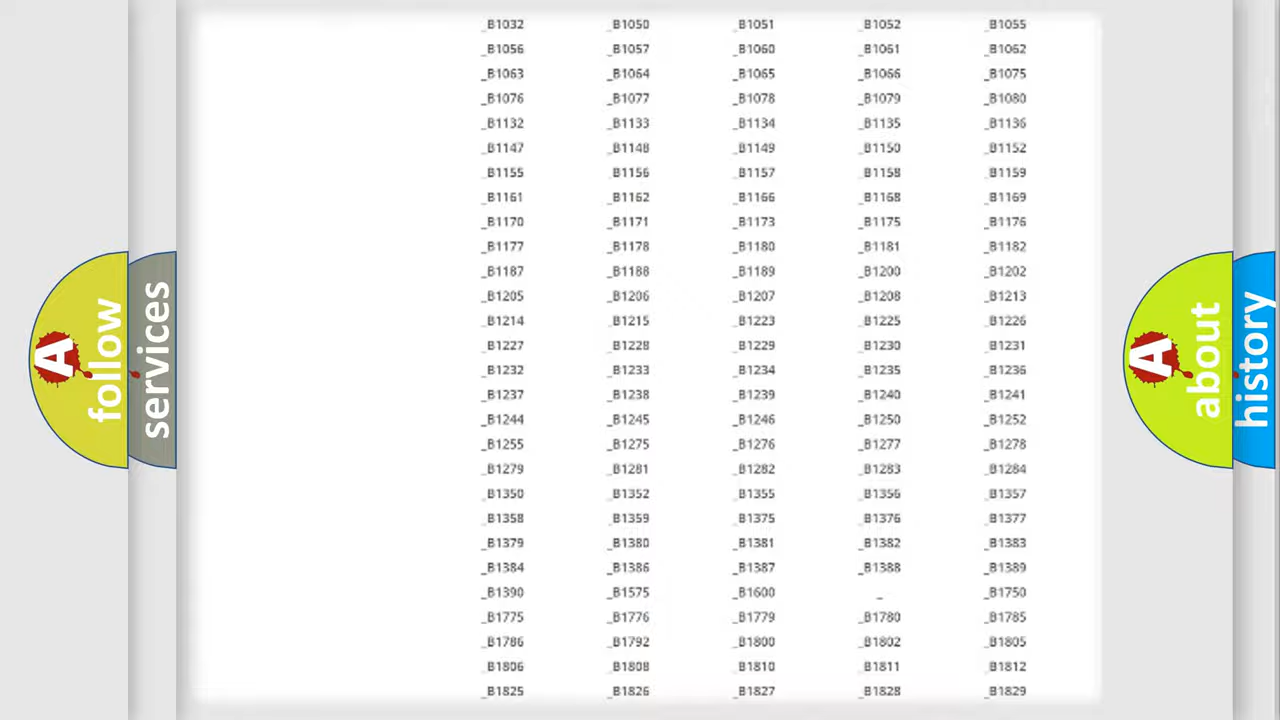 _B1032 _B1050 _B1051 _B1052 _B1055
_B1056 _B1057 _B1060 _B1061 _B1062
_B1063 _B1064 _B1065 _B1066 _B1075
_B1076 _B1077 _B1078 _B1079 _B1080
_B1132 _B1133 _B1134 _B1135 _B1136
_B1147 _B1148 _B1149 _B1150 _B1152
_B1155 _B1156 _B1157 _B1158 _B1159
_B1161 _B1162 _B1166 _B1168 _B1169
_B1170 _B1171 _B1173 _B1175 _B1176
_B1177 _B1178 _B1180 _B1181 _B1182
_B1187 _B1188 _B1189 _B1200 _B1202
_B1205 _B1206 _B1207 _B1208 _B1213
_B1214 _B1215 _B1223 _B1225 _B1226
_B1227 _B1228 _B1229 _B1230 _B1231
_B1232 _B1233 _B1234 _B1235 _B1236
_B1237 _B1238 _B1239 _B1240 _B1241
_B1244 _B1245 _B1246 _B1250 _B1252
_B1255 _B1275 _B1276 _B1277 _B1278
_B1279 _B1281 _B1282 _B1283 _B1284
_B1350 _B1352 _B1355 _B1356 _B1357
_B1358 _B1359 _B1375 _B1376 _B1377
_B1379 _B1380 _B1381 _B1382 _B1383
_B1384 _B1386 _B1387 _B1388 _B1389
_B1390 _B1575 _B1600 _ _B1750
_B1775 _B1776 _B1779 _B1780 _B1785
_B1786 _B1792 _B1800 _B1802 _B1805
_B1806 _B1808 _B1810 _B1811 _B1812
_B1825 _B1826 _B1827 _B1828 _B1829
A
follow
services
A
about
history